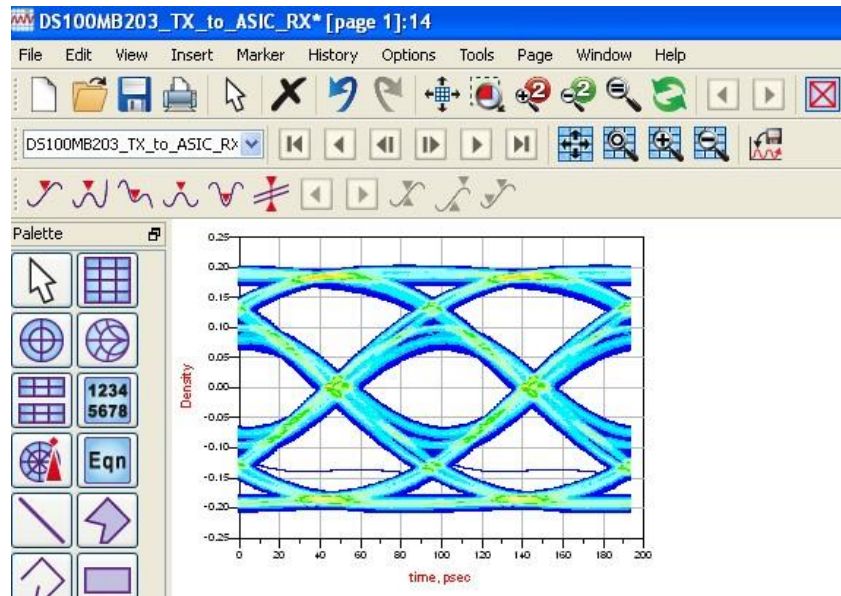 DS100MB203_TX_to_ASIC_RX* [page 1]:14
File Edit View Insert Marker History Options Tools Page Window Help
+2 -2
DS100MB203_TX_to_ASIC_RX
Palette
1234
5678
Eqn
Density
0.25
0.20
0.15
0.10
0.05
0.00
-0.05
-0.10
-0.15
-0.20
-0.25
0 20 40 60 80 100 120 140 160 180 200
time, psec